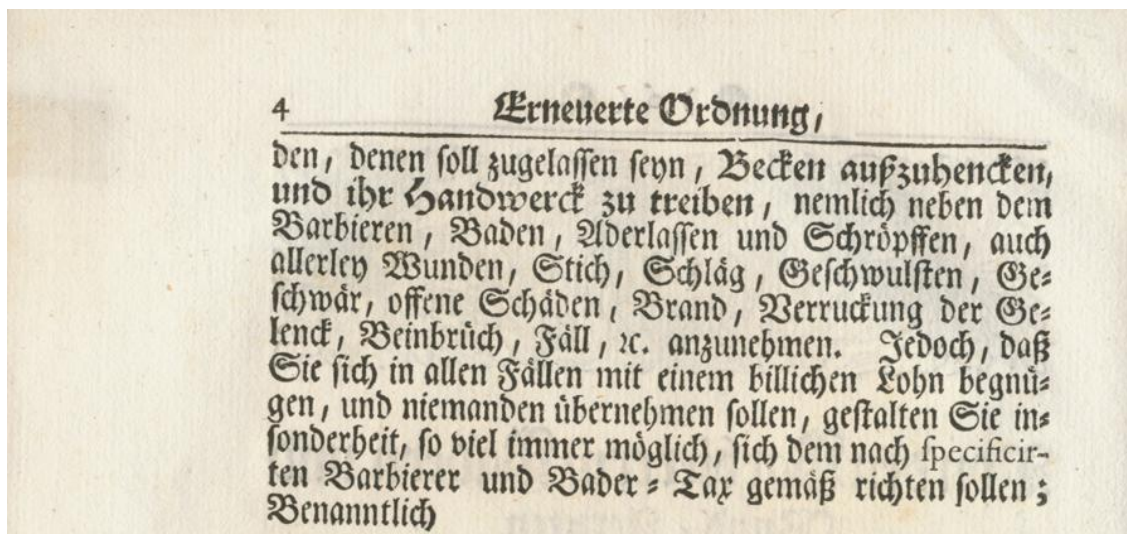 4 Erneuerte Ordnung,
den, denen soll zugelassen seyn, Becken außzuhencken,
und ihr Handwerck zu treiben, nemlich neben dem
Barbieren, Baden, Aderlassen und Schröpffen, auch
allerley Wunden, Stich, Schläg, Geschwulsten, Ge-
schwär, offene Schäden, Brand, Verruckung der Ge-
lenck, Beinbrüch, Fäll, ꝛc. anzunehmen. Jedoch, daß
Sie sich in allen Fällen mit einem billichen Lohn begnü-
gen, und niemanden übernehmen sollen, gestalten Sie in-
sonderheit, so viel immer möglich, sich dem nach specificir-
ten Barbierer und Bader-Tax gemäß richten sollen;
Benanntlich